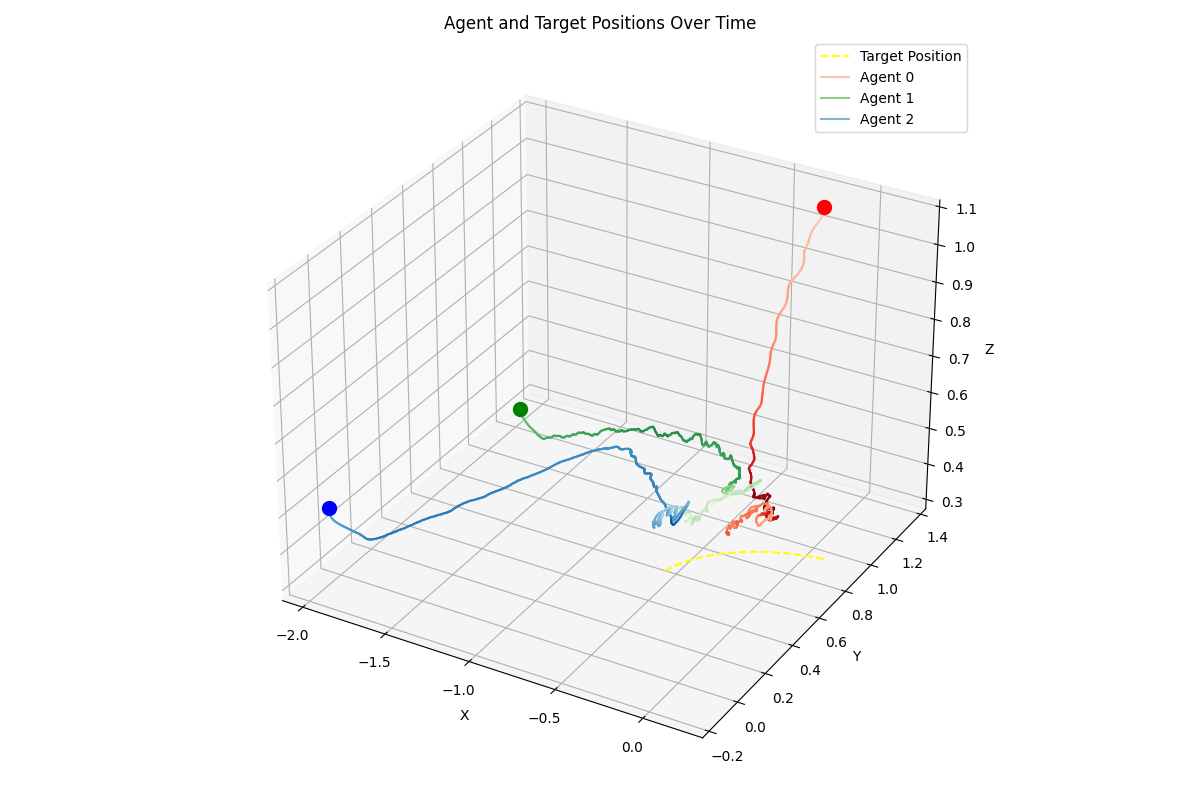 Agent and Target Positions Over Time
Target Position
Agent 0
Agent 1
Agent 2
1.1
1.0
0.9
0.8
0.7
0.6
0.5
0.4
0.3
Z
1.4
1.2
1.0
0.8
0.6
0.4
0.2
0.0
−0.2
Y
−2.0
−1.5
−1.0
−0.5
0.0
X